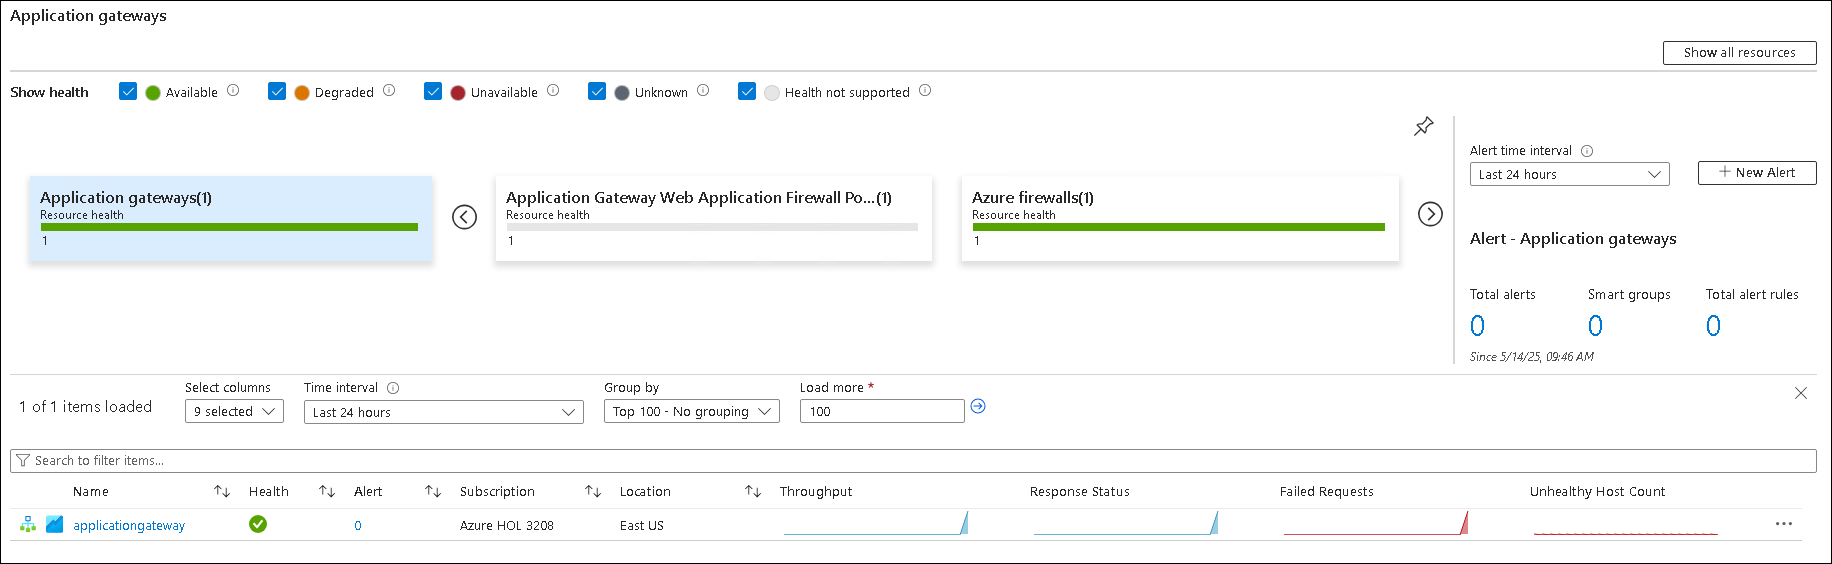 Application gateways
Show all resources
Show health Available Degraded Unavailable Unknown Health not supported
Application gateways(1)
Resource health
1
Application Gateway Web Application Firewall Po...(1)
Resource health
1
Azure firewalls(1)
Resource health
1
Alert time interval
Last 24 hours
+ New Alert
Alert - Application gateways
Total alerts Smart groups Total alert rules
0 0 0
Since 5/14/25, 09:46 AM
1 of 1 items loaded
Select columns
9 selected
Time interval
Last 24 hours
Group by
Top 100 - No grouping
Load more *
100
Search to filter items...
Name Health Alert Subscription Location Throughput Response Status Failed Requests Unhealthy Host Count
applicationgateway 0 Azure HOL 3208 East US